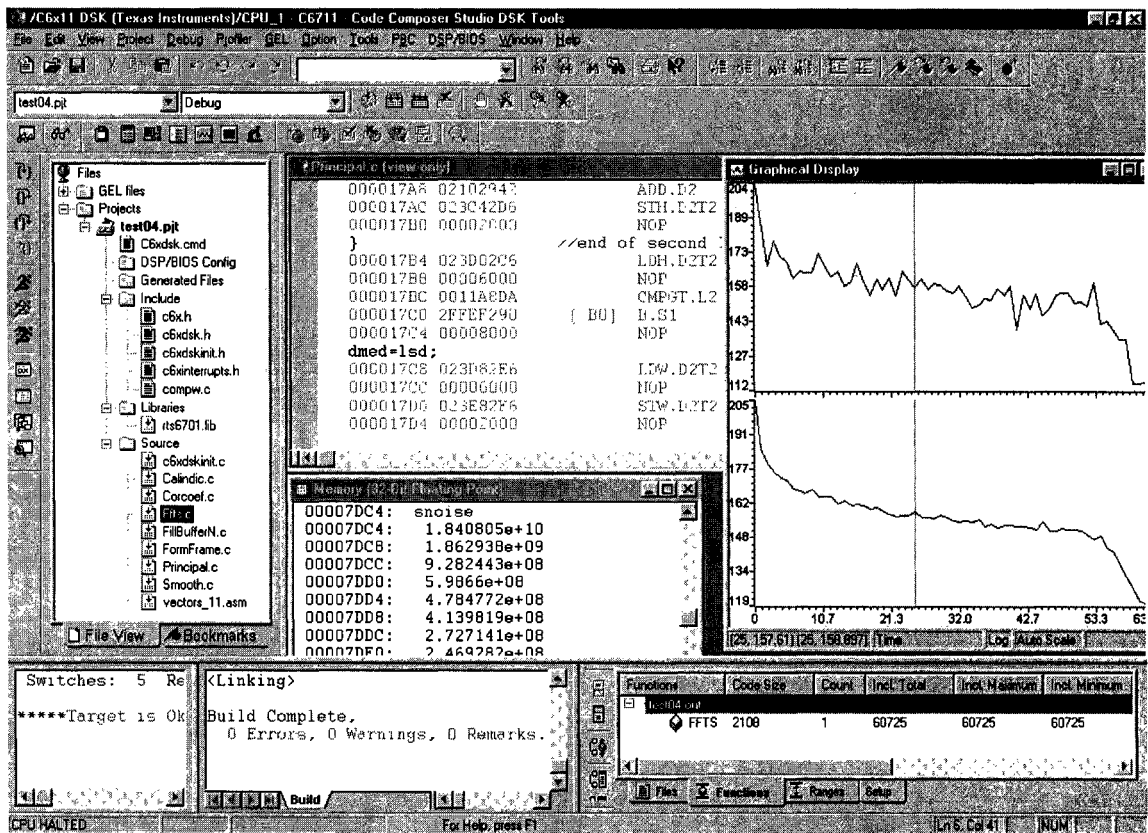 /C6x11 DSK (Texas Instruments)/CPU_1 - C6711 - Code Composer Studio DSK Tools
File Edit View Project Debug Profiler GEL Option Tools PBC DSP/BIOS Window Help
test04.pjt Debug
Files
GEL files
Projects
test04.pjt
C6xdsk.cmd
DSP/BIOS Config
Generated Files
Include
c6x.h
c6xdsk.h
c6xdskinit.h
c6xinterrupts.h
compw.c
Libraries
rts6701.lib
Source
c6xdskinit.c
Calindic.c
Corcoef.c
Ffts.c
FillBufferN.c
FormFrame.c
Principal.c
Smooth.c
vectors_11.asm
File View Bookmarks
Principal.c (view only)
000017A8 ADD.D2
000017AC 023C42D6 STH.D2T2
000017B0 00002000 NOP
} //end of second
000017B4 023D02C6 LDH.D2T2
000017B8 00006000 NOP
000017BC 0011A8DA CMPGT.L2
000017C0 2FFEF290 [ B0] B.S1
000017C4 00008000 NOP
dmed=lsd;
000017C8 023D82E6 LDW.D2T2
000017CC 00006000 NOP
000017D0 023E82F6 STW.D2T2
000017D4 00002000 NOP
Memory (32-Bit Floating Point)
00007DC4: snoise
00007DC4: 1.840805e+10
00007DC8: 1.862938e+09
00007DCC: 9.282443e+08
00007DD0: 5.9866e+08
00007DD4: 4.784772e+08
00007DD8: 4.139819e+08
00007DDC: 2.727141e+08
00007DE0: 2.469282e+08
Graphical Display
204
189
173
158
143
127
112
205
191
177
162
148
134
119
0 10.7 21.3 32.0 42.7 53.3 63
(25, 157.61) (25, 158.897) Time Log Auto Scale
Switches: 5 Re
*****Target is Ok
<Linking>
Build Complete,
0 Errors, 0 Warnings, 0 Remarks.
Build
Functions Code Size Count Incl. Total Incl. Maximum Incl. Minimum
test04.out
FFTS 2108 1 60725 60725 60725
Files Functions Ranges Setup
CPU HALTED For Help, press F1 Ln 6, Col 41 NUM